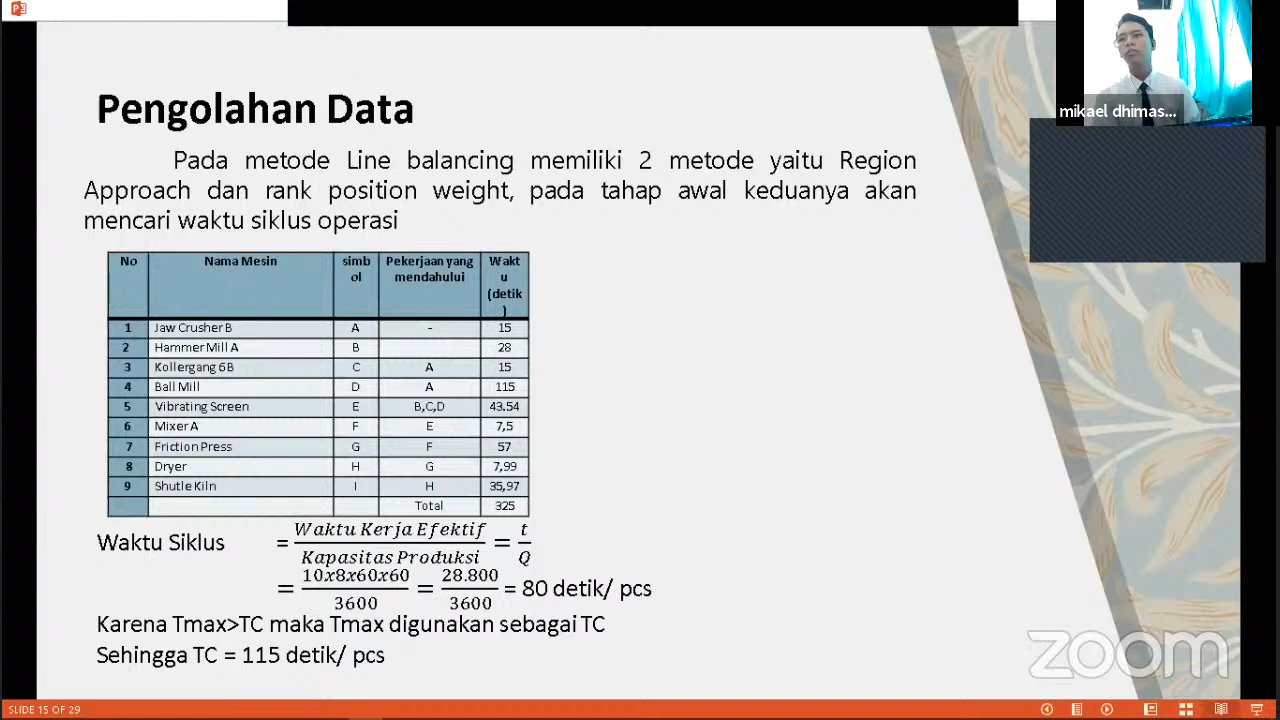 Pengolahan Data
Pada metode Line balancing memiliki 2 metode yaitu Region
Approach dan rank position weight, pada tahap awal keduanya akan
mencari waktu siklus operasi
No Nama Mesin simb ol Pekerjaan yang mendahului Wakt u (detik )
1 Jaw Crusher B A - 15
2 Hammer Mill A B 28
3 Kollergang 6B C A 15
4 Ball Mill D A 115
5 Vibrating Screen E B,C,D 43.54
6 Mixer A F E 7,5
7 Friction Press G F 57
8 Dryer H G 7,99
9 Shutle Kiln I H 35,97
Total 325
Waktu Siklus = Waktu Kerja Efektif / Kapasitas Produksi = t / Q
= 10x8x60x60 / 3600 = 28.800 / 3600 = 80 detik/ pcs
Karena Tmax>TC maka Tmax digunakan sebagai TC
Sehingga TC = 115 detik/ pcs
mikael dhimas...
zoom
SLIDE 15 OF 29